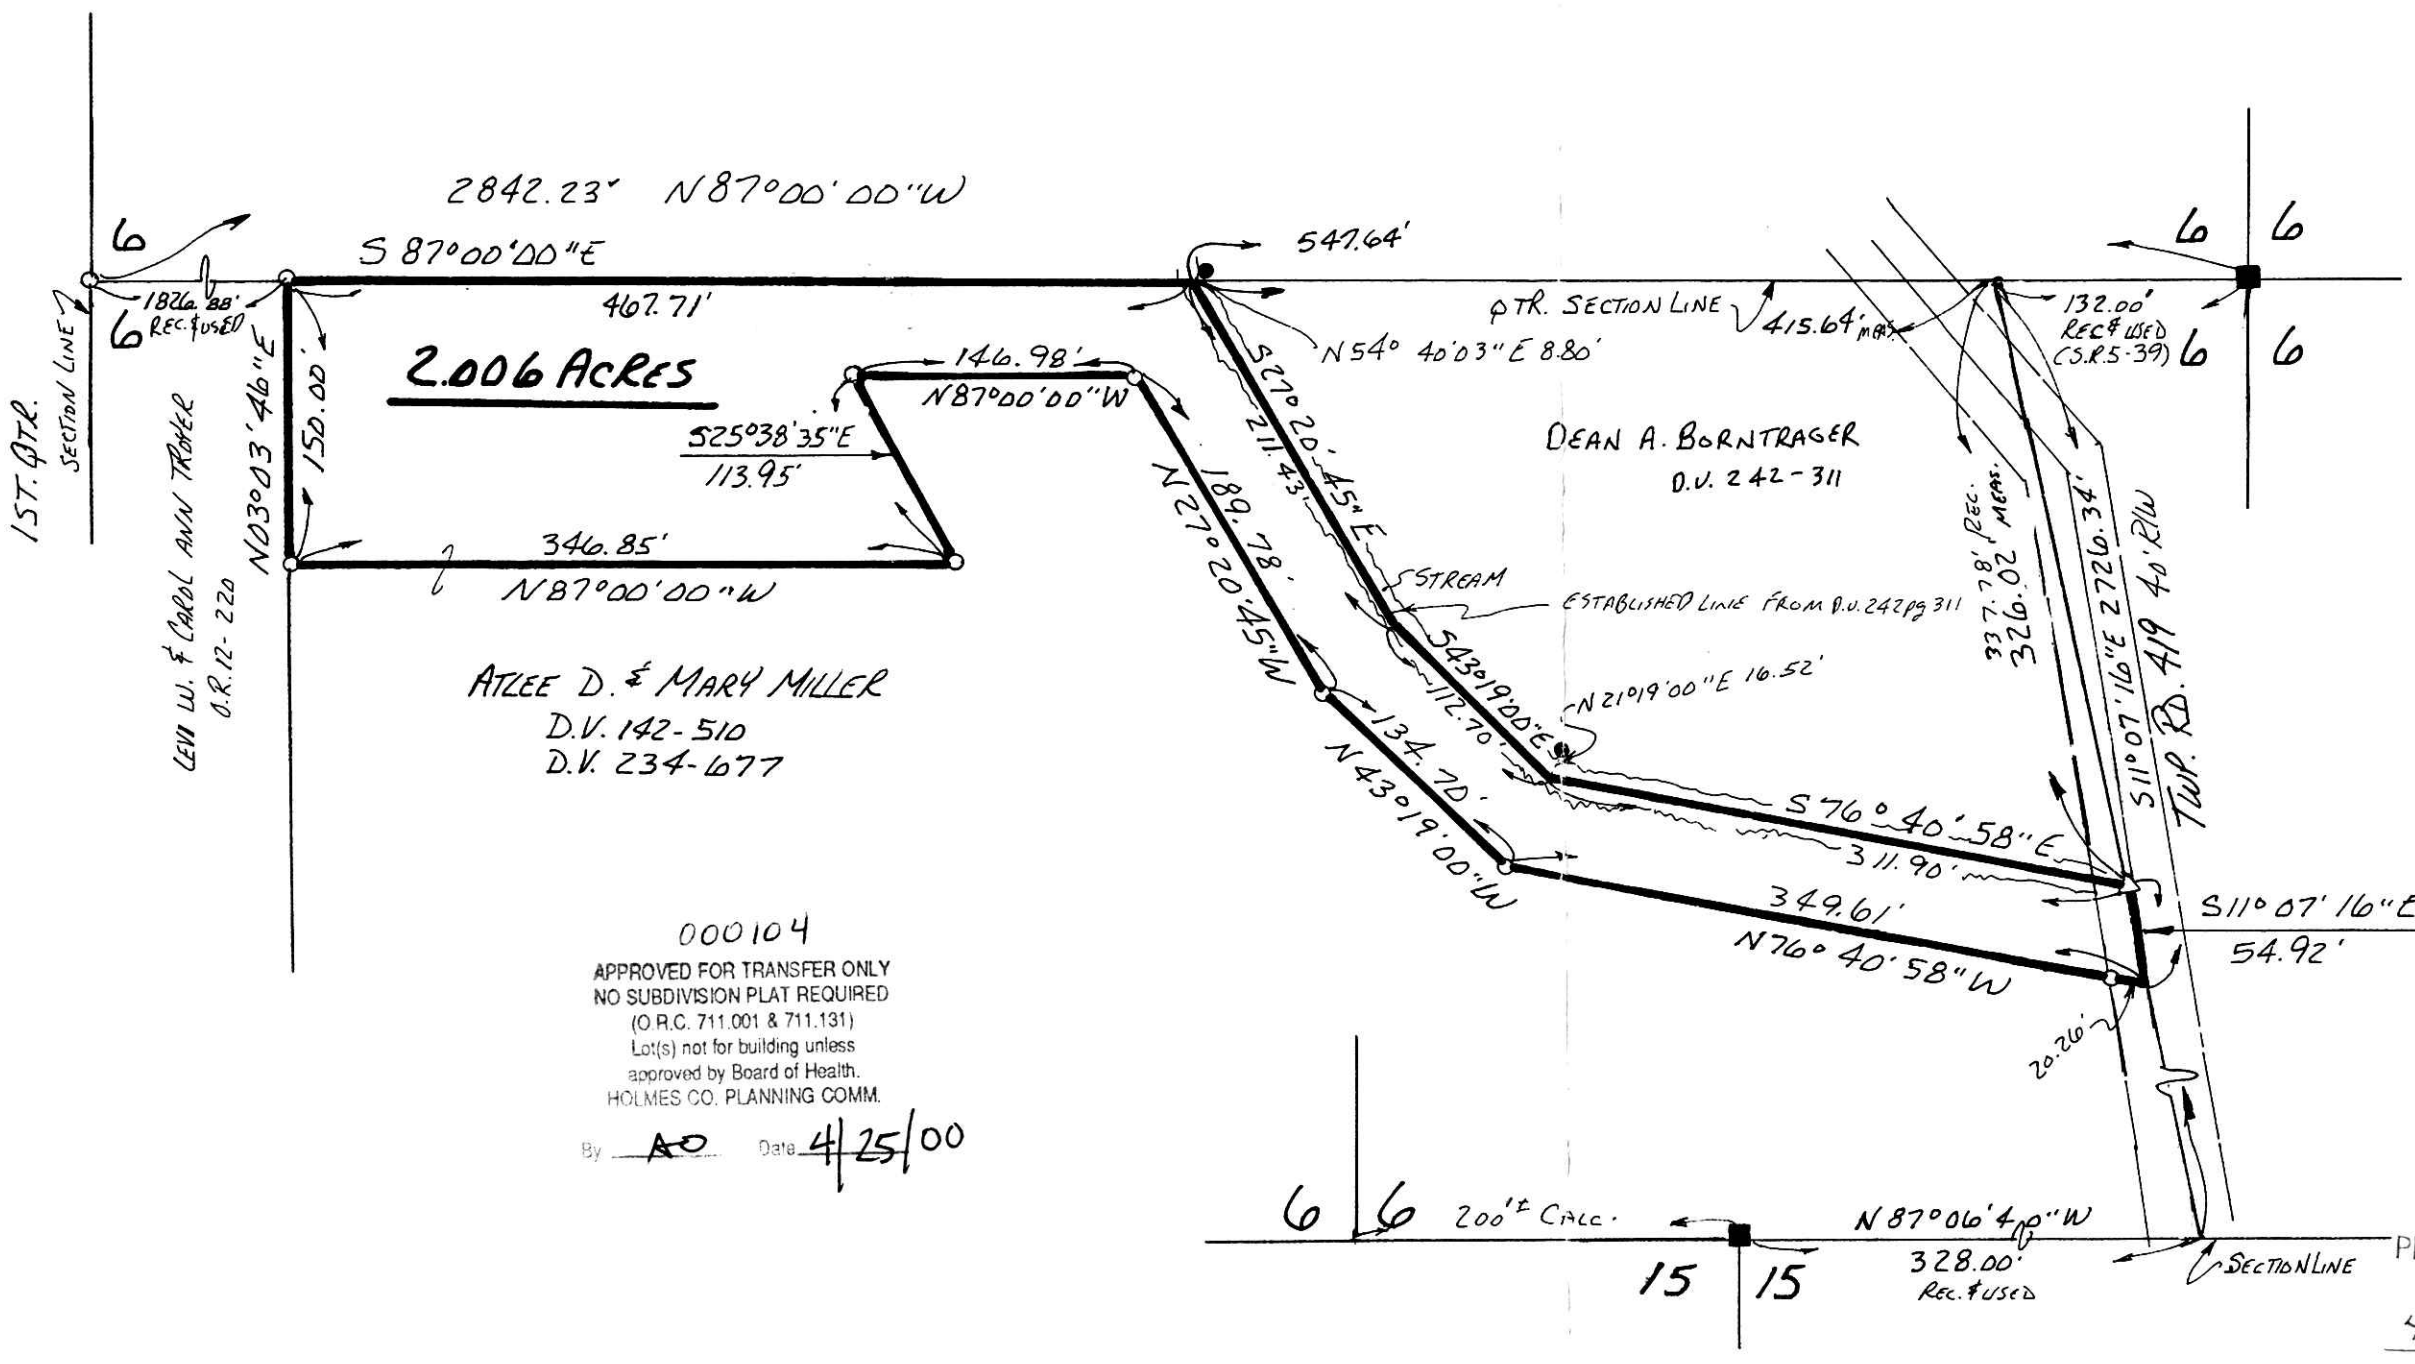 2842.23' N87°00'00"W
S 87°00'00"E
467.71'
547.64'
6
6
6
6
6
6
1826.88'
REC. & USED
1ST. QTR.
SECTION LINE
LEVI W. & CAROL ANN TROYER
O.R. 12-220
N03°03'46"E
150.00'
2.006 ACRES
146.98'
N87°00'00"W
S25°38'35"E
113.95'
346.85'
N87°00'00"W
ATLEE D. & MARY MILLER
D.V. 142-510
D.V. 234-677
189.78'
N27°20'45"W
S27°20'45"E
211.43'
N54°40'03"E 8.80'
QTR. SECTION LINE
415.64' MEAS.
132.00'
REC & USED
(S.R.5-39)
DEAN A. BORNTRAGER
D.V. 242-311
STREAM
ESTABLISHED LINE FROM D.V. 242 pg 311
S43°19'00"E
112.70'
N21°19'00"E 16.52'
337.78' REC.
326.02' MEAS.
S11°07'16"E 2726.34'
TWP. RD. 419 40' R/W
134.70'
N43°19'00"W
S76°40'58"E
311.90'
349.61'
N76°40'58"W
S11°07'16"E
54.92'
20.26'
000104
APPROVED FOR TRANSFER ONLY
NO SUBDIVISION PLAT REQUIRED
(O.R.C. 711.001 & 711.131)
Lot(s) not for building unless
approved by Board of Health.
HOLMES CO. PLANNING COMM.
By AO Date 4/25/00
6 6
200'± CALC.
15 15
N87°06'40"W
328.00'
REC. & USED
SECTION LINE